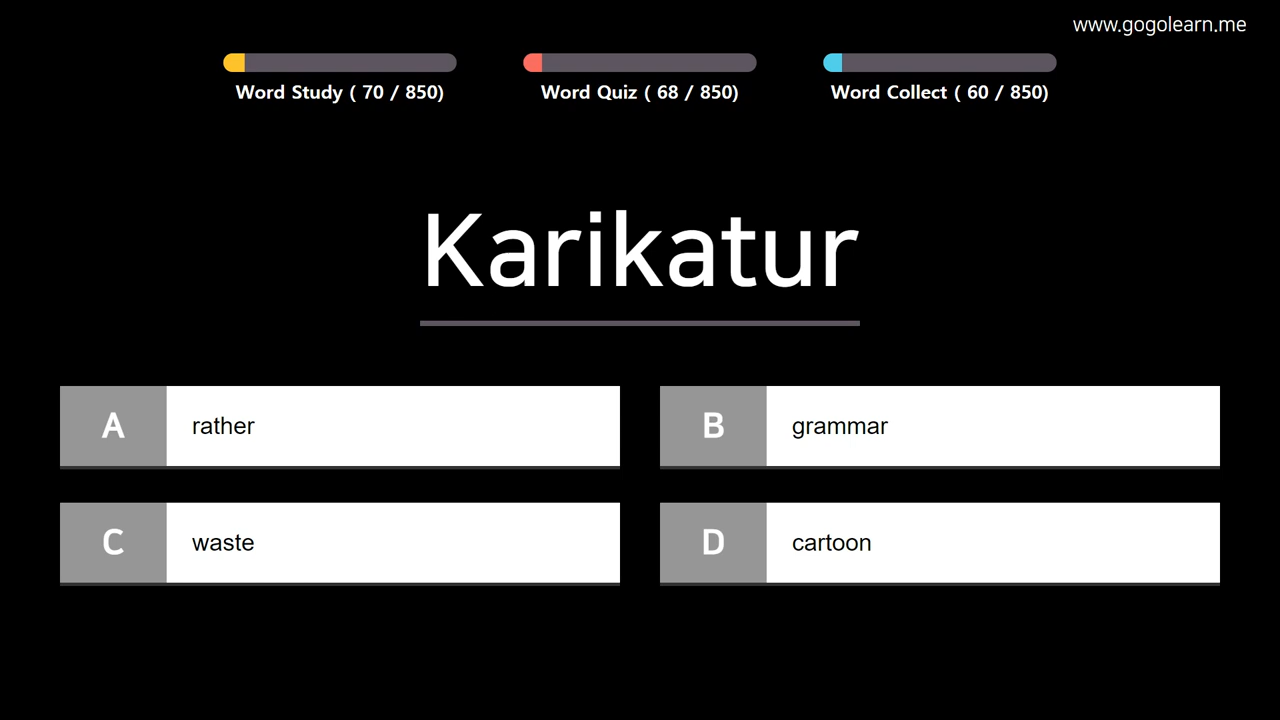 www.gogolearn.me
Word Study ( 70 / 850)
Word Quiz ( 68 / 850)
Word Collect ( 60 / 850)
Karikatur
A rather
B grammar
C waste
D cartoon